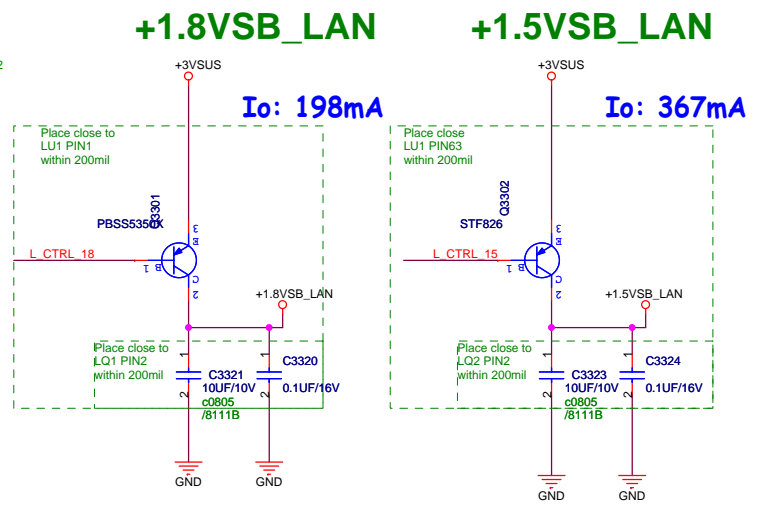 +1.8VSB_LAN
+1.5VSB_LAN
2
+3VSUS
+3VSUS
Io: 198mA
Io: 367mA
Place close to
LU1 PIN1
within 200mil
Place close
LU1 PIN63
within 200mil
Q3301
PBSS5350X
Q3302
STF826
3
E
3
E
L_CTRL_18
1
B
L_CTRL_15
1
B
C
2
C
2
+1.8VSB_LAN
+1.5VSB_LAN
Place close to
LQ1 PIN2
within 200mil
Place close to
LQ2 PIN2
within 200mil
1
2
C3321
10UF/10V
c0805
/8111B
1
2
C3320
0.1UF/16V
1
2
C3323
10UF/10V
c0805
/8111B
1
2
C3324
0.1UF/16V
GND
GND
GND
GND